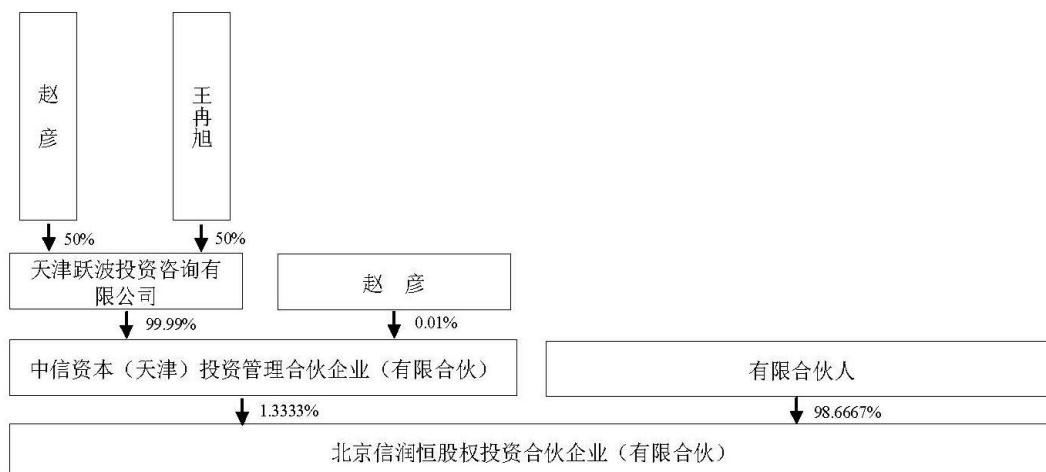 赵彦
王冉旭
50%
50%
天津跃波投资咨询有
限公司
赵 彦
99.99%
0.01%
中信资本（天津）投资管理合伙企业（有限合伙）
有限合伙人
1.3333%
98.6667%
北京信润恒股权投资合伙企业（有限合伙）